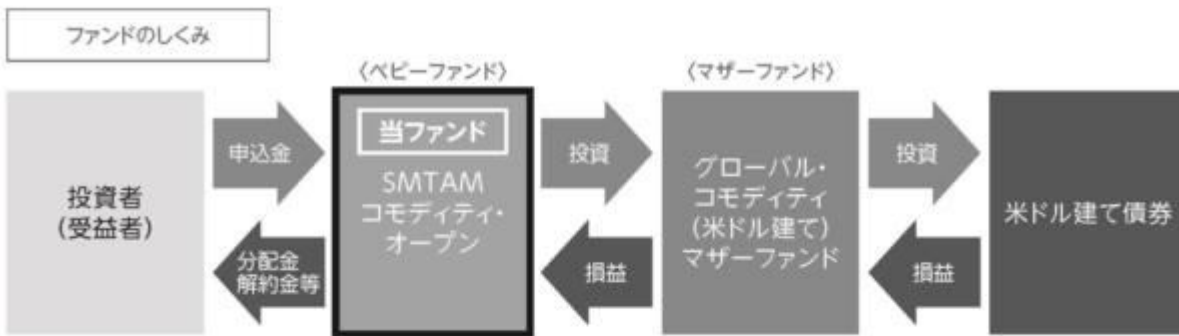 ファンドのしくみ
〈ベビーファンド〉
〈マザーファンド〉
投資者
(受益者)
申込金
分配金
解約金等
当ファンド
SMTAM
コモディティ・
オープン
投資
損益
グローバル・
コモディティ
(米ドル建て)
マザーファンド
投資
損益
米ドル建て債券